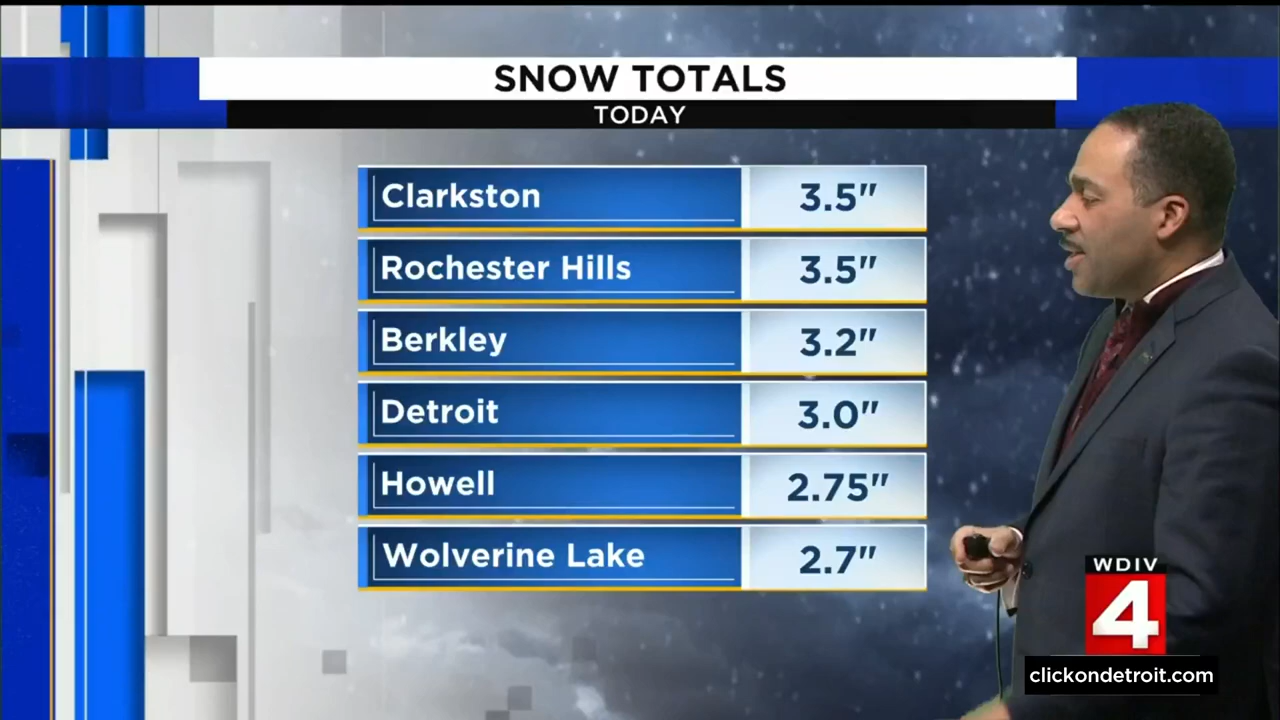 SNOW TOTALS
TODAY
Clarkston 3.5"
Rochester Hills 3.5"
Berkley 3.2"
Detroit 3.0"
Howell 2.75"
Wolverine Lake 2.7"
WDIV
4
clickondetroit.com